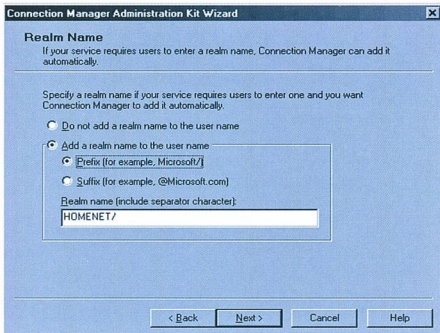 Connection Manager Administration Kit Wizard
Realm Name
If your service requires users to enter a realm name, Connection Manager can add it
automatically.
Specify a realm name if your service requires users to enter one and you want
Connection Manager to add it automatically.
Do not add a realm name to the user name
Add a realm name to the user name
Prefix (for example, Microsoft/)
Suffix (for example, @Microsoft.com)
Realm name (include separator character):
HOMENET/
< Back
Next >
Cancel
Help